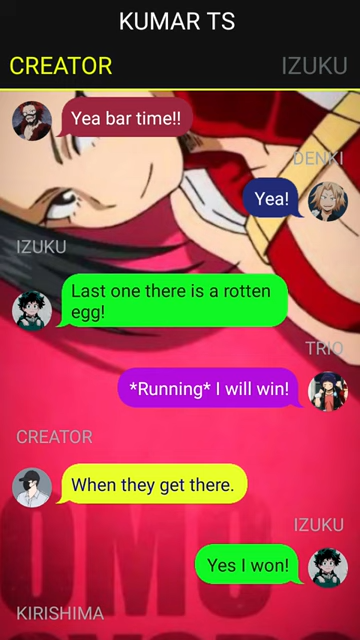 KUMAR TS
CREATOR
IZUKU
Yea bar time!!
DENKI
Yea!
IZUKU
Last one there is a rotten
egg!
TRIO
*Running* I will win!
CREATOR
When they get there.
IZUKU
Yes I won!
OMO
KIRISHIMA